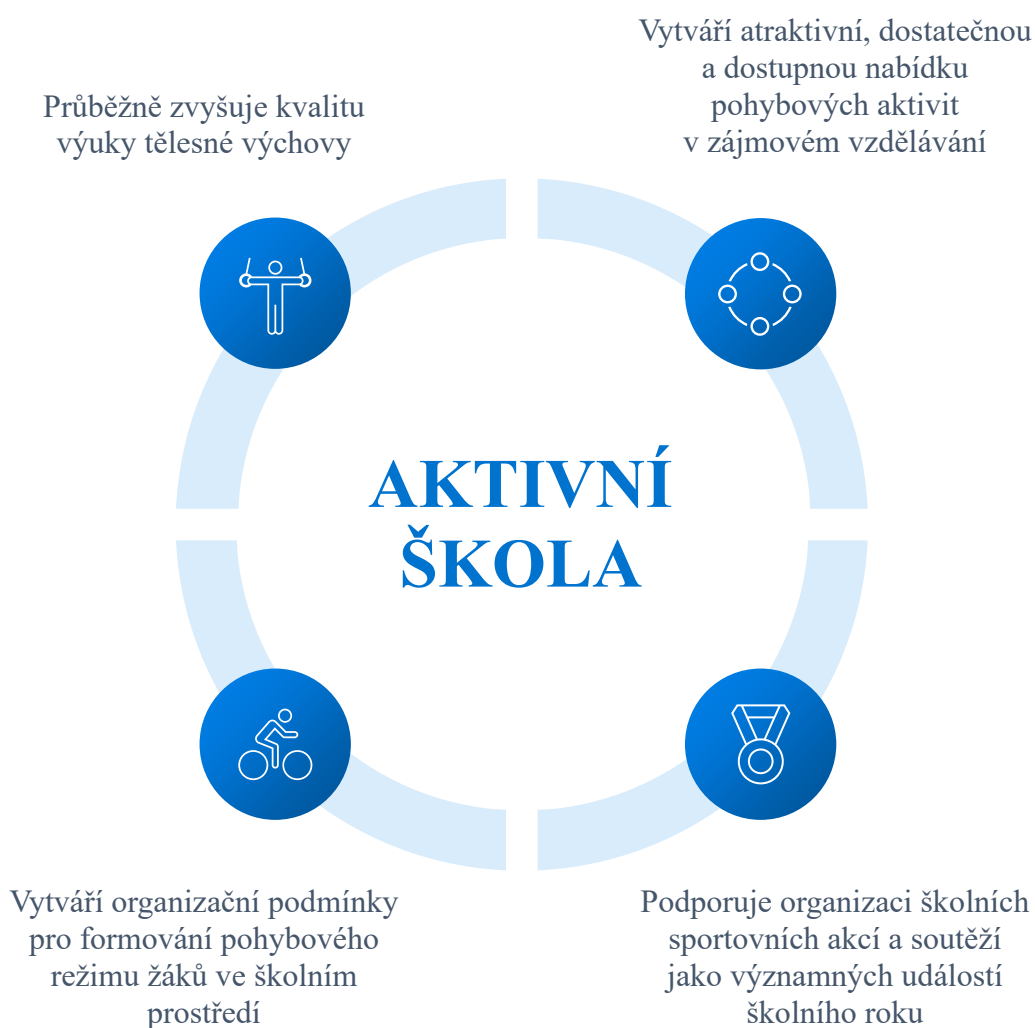 Průběžně zvyšuje kvalitu
výuky tělesné výchovy
Vytváří atraktivní, dostatečnou
a dostupnou nabídku
pohybových aktivit
v zájmovém vzdělávání
AKTIVNÍ
ŠKOLA
Vytváří organizační podmínky
pro formování pohybového
režimu žáků ve školním
prostředí
Podporuje organizaci školních
sportovních akcí a soutěží
jako významných událostí
školního roku